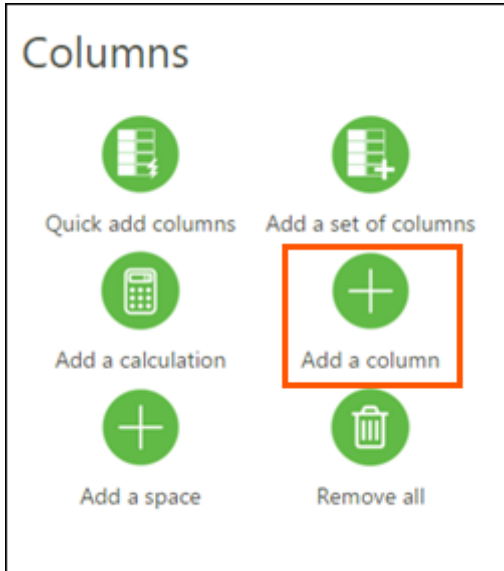 Columns
Quick add columns
Add a set of columns
Add a calculation
Add a column
Add a space
Remove all